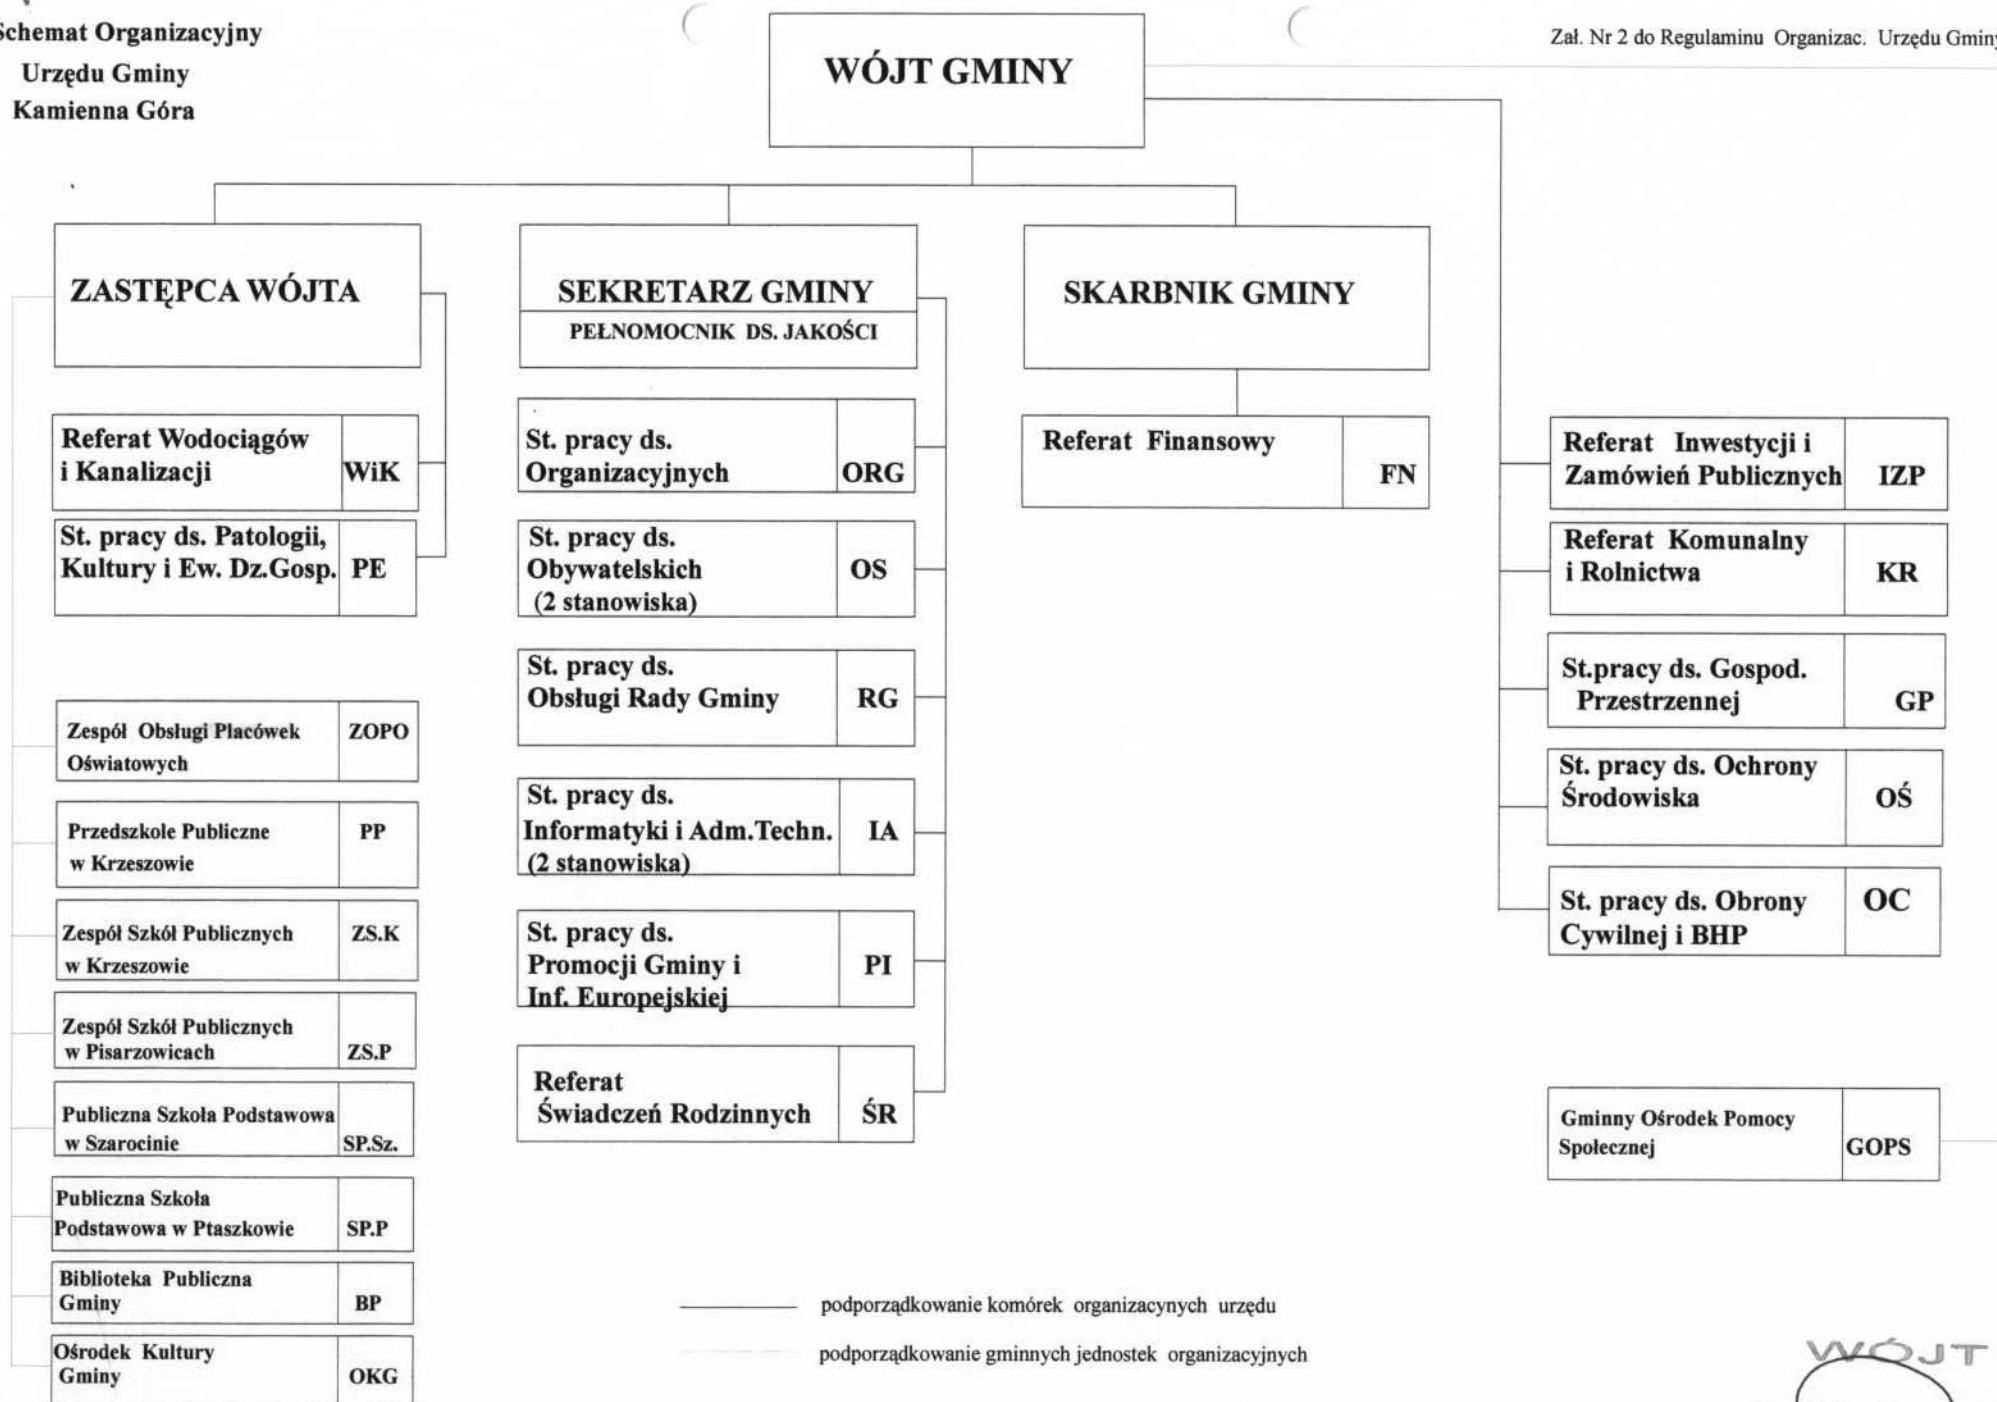 Schemat Organizacyjny
Urzędu Gminy
Kamienna Góra
Zał. Nr 2 do Regulaminu Organizac. Urzędu Gminy
WÓJT GMINY
ZASTĘPCA WÓJTA
SEKRETARZ GMINY
PEŁNOMOCNIK DS. JAKOŚCI
SKARBNIK GMINY
Referat Wodociągów
i Kanalizacji WiK
St. pracy ds. Patologii,
Kultury i Ew. Dz.Gosp. PE
Zespół Obsługi Placówek ZOPO
Oświatowych
Przedszkole Publiczne PP
w Krzeszowie
Zespół Szkół Publicznych ZS.K
w Krzeszowie
Zespół Szkół Publicznych
w Pisarzowicach ZS.P
Publiczna Szkoła Podstawowa
w Szarocinie SP.Sz.
Publiczna Szkoła
Podstawowa w Ptaszkowie SP.P
Biblioteka Publiczna
Gminy BP
Ośrodek Kultury
Gminy OKG
St. pracy ds.
Organizacyjnych ORG
St. pracy ds.
Obywatelskich OS
(2 stanowiska)
St. pracy ds.
Obsługi Rady Gminy RG
St. pracy ds.
Informatyki i Adm.Techn. IA
(2 stanowiska)
St. pracy ds.
Promocji Gminy i PI
Inf. Europejskiej
Referat
Świadczeń Rodzinnych ŚR
Referat Finansowy
FN
Referat Inwestycji i
Zamówień Publicznych IZP
Referat Komunalny
i Rolnictwa KR
St.pracy ds. Gospod.
Przestrzennej GP
St. pracy ds. Ochrony
Środowiska OŚ
St. pracy ds. Obrony OC
Cywilnej i BHP
Gminny Ośrodek Pomocy
Społecznej GOPS
podporządkowanie komórek organizacynych urzędu
podporządkowanie gminnych jednostek organizacyjnych
WÓJT